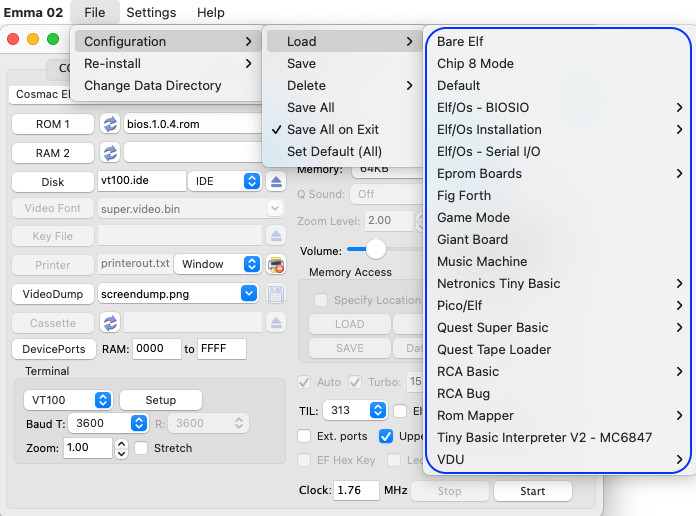 Emma 02 File Settings Help
Configuration
Re-install
Change Data Directory
Load
Save
Delete
Save All
Save All on Exit
Set Default (All)
Bare Elf
Chip 8 Mode
Default
Elf/Os - BIOSIO
Elf/Os Installation
Elf/Os - Serial I/O
Eprom Boards
Fig Forth
Game Mode
Giant Board
Music Machine
Netronics Tiny Basic
Pico/Elf
Quest Super Basic
Quest Tape Loader
RCA Basic
RCA Bug
Rom Mapper
Tiny Basic Interpreter V2 - MC6847
VDU
Cosmac El
ROM 1 bios.1.0.4.rom
RAM 2
Disk vt100.ide IDE
Video Font super.video.bin
Key File
Printer printerout.txt Window
VideoDump screendump.png
Cassette
DevicePorts RAM: 0000 to FFFF
Terminal
VT100 Setup
Baud T: 3600 R: 3600
Zoom: 1.00 Stretch
Memory: 64KB
Q Sound: Off
Zoom Level: 2.00
Volume:
Memory Access
Specify Location
LOAD
SAVE Dat
Auto Turbo: 15
TIL: 313 El
Ext. ports Uppe
EF Hex Key Led
Clock: 1.76 MHz Stop Start